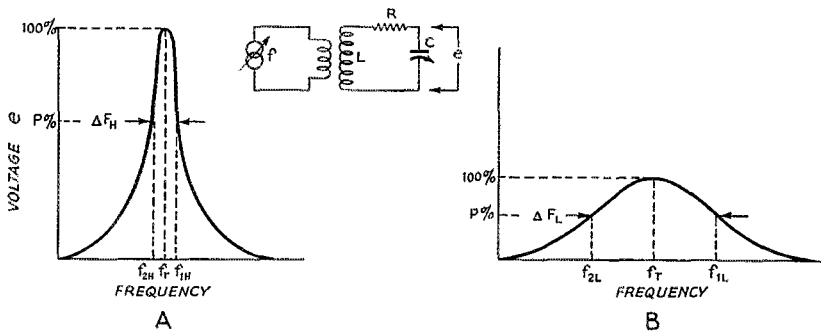 100%
P%
ΔF_H
VOLTAGE e
f_2H f_r f_1H
FREQUENCY
A
f
L
R
C
e
100%
P%
ΔF_L
f_2L f_r f_1L
FREQUENCY
B